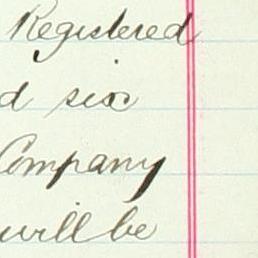 Registered
d six
Company
will be